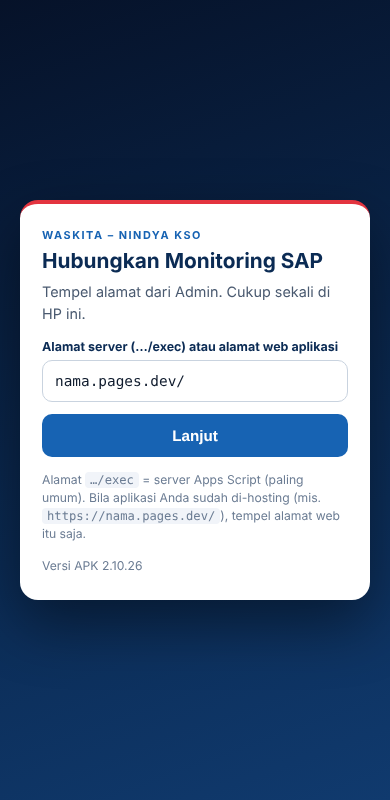 WASKITA – NINDYA KSO
Hubungkan Monitoring SAP
Tempel alamat dari Admin. Cukup sekali di
HP ini.
Alamat server (…/exec) atau alamat web aplikasi
nama.pages.dev/
Lanjut
Alamat …/exec = server Apps Script (paling
umum). Bila aplikasi Anda sudah di-hosting (mis.
https://nama.pages.dev/), tempel alamat web
itu saja.
Versi APK 2.10.26